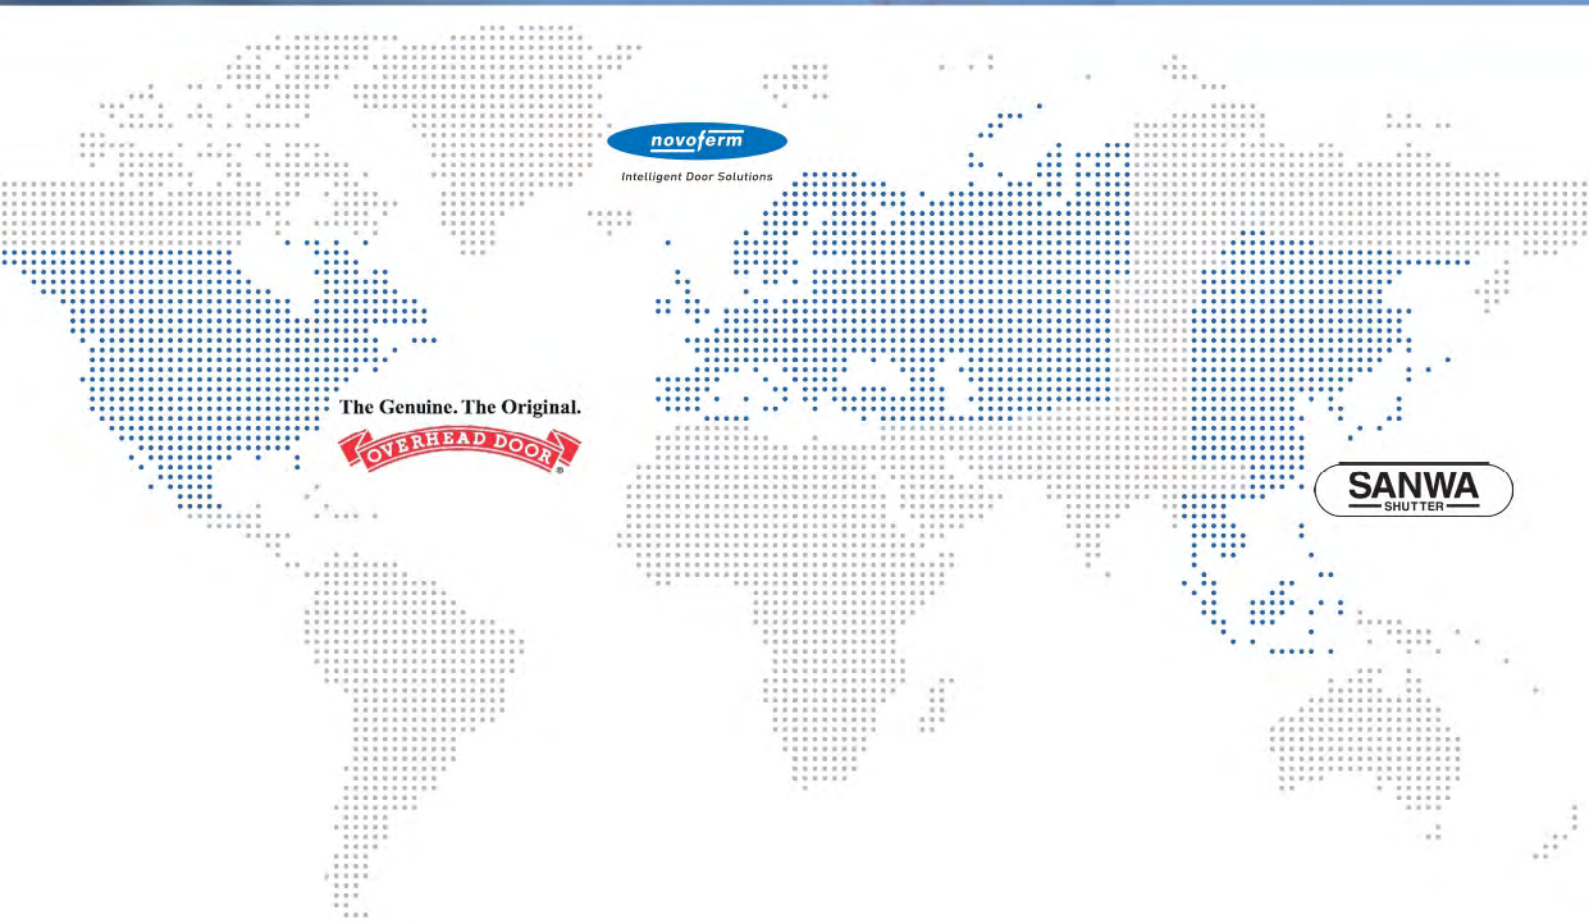 novoferm
Intelligent Door Solutions
The Genuine. The Original.
OVERHEAD DOOR®
SANWA
SHUTTER